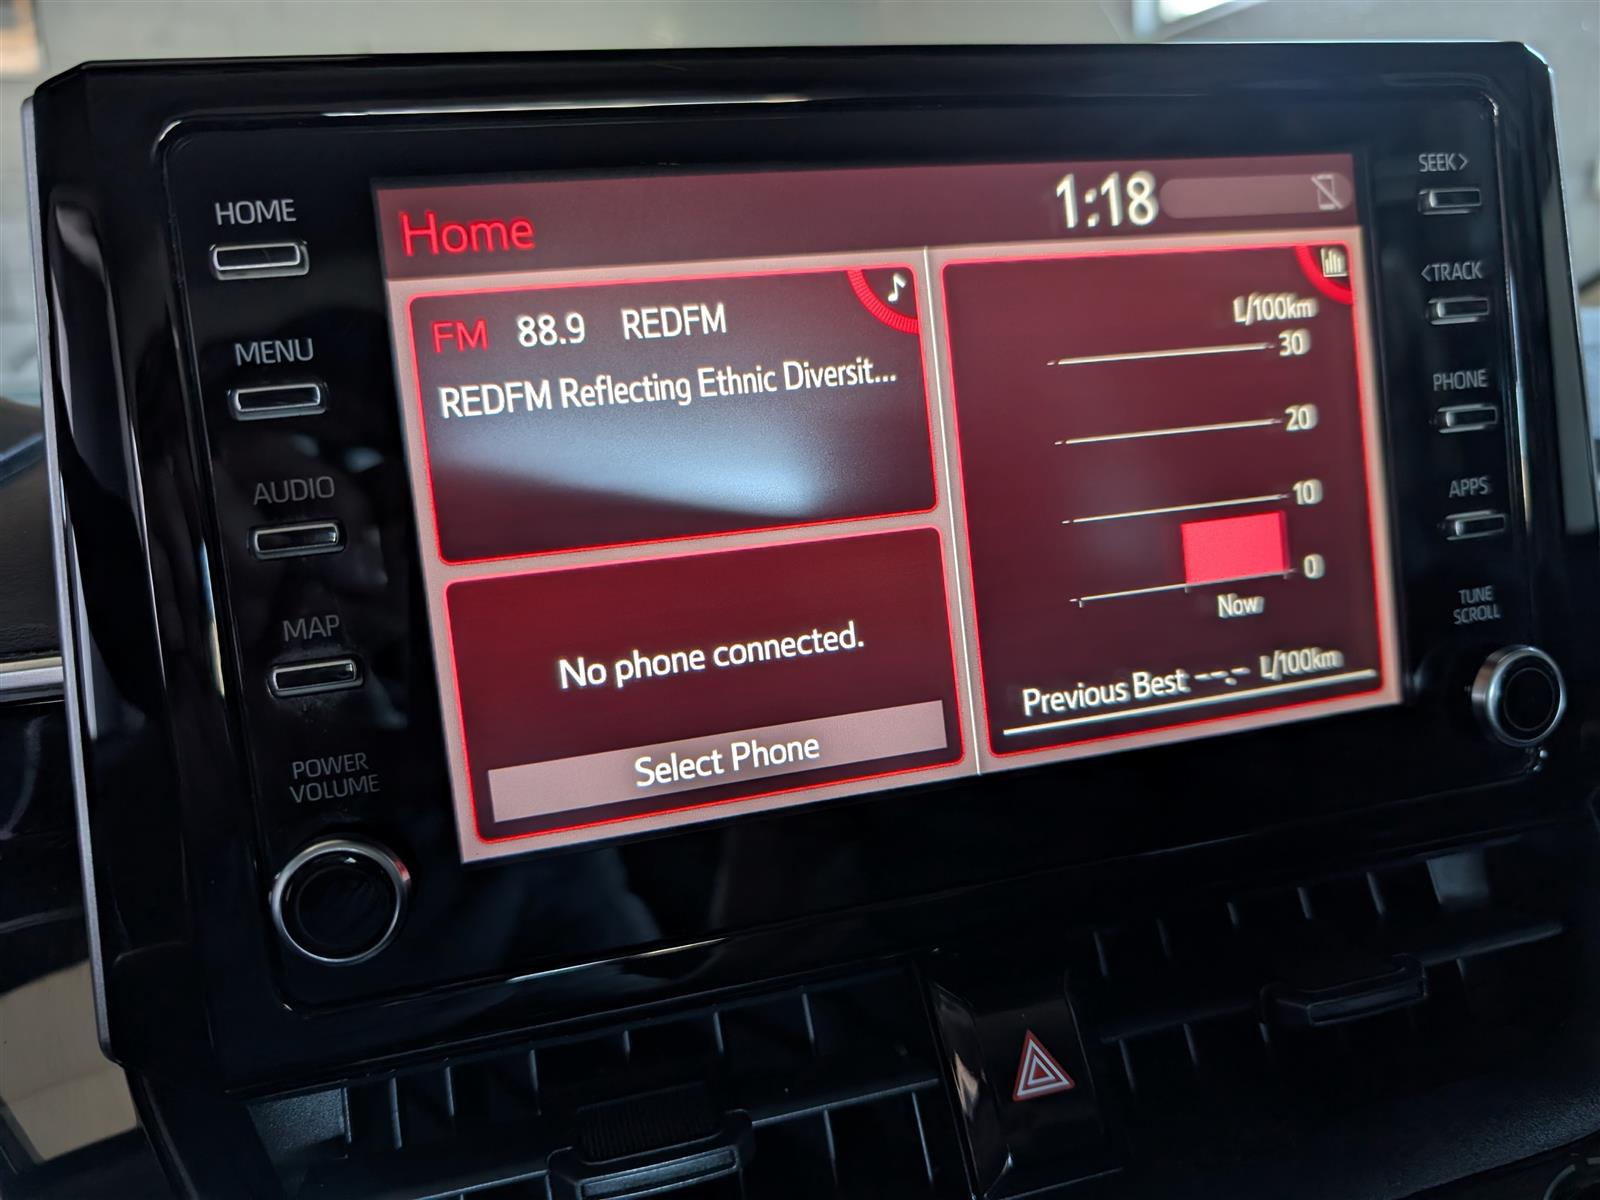 HOME
MENU
AUDIO
MAP
POWER
VOLUME
Home
1:18
FM 88.9 REDFM
REDFM Reflecting Ethnic Diversit...
No phone connected.
Select Phone
L/100km
30
20
10
0
Now
Previous Best --.- L/100km
SEEK>
<TRACK
PHONE
APPS
TUNE
SCROLL